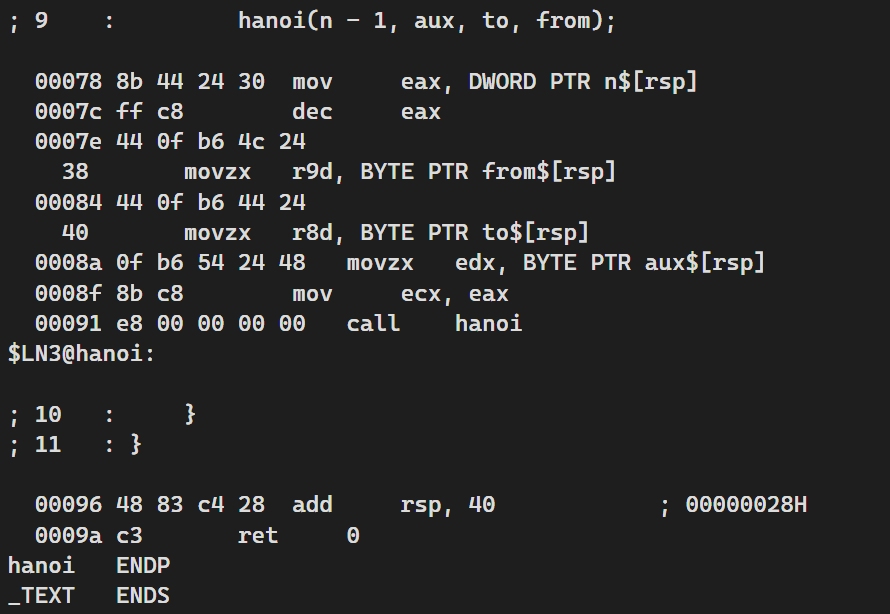 ; 9    :         hanoi(n - 1, aux, to, from);
  00078 8b 44 24 30  mov     eax, DWORD PTR n$[rsp]
  0007c ff c8        dec     eax
  0007e 44 0f b6 4c 24
    38       movzx   r9d, BYTE PTR from$[rsp]
  00084 44 0f b6 44 24
    40       movzx   r8d, BYTE PTR to$[rsp]
  0008a 0f b6 54 24 48   movzx   edx, BYTE PTR aux$[rsp]
  0008f 8b c8        mov     ecx, eax
  00091 e8 00 00 00 00   call    hanoi
$LN3@hanoi:
; 10   :     }
; 11   : }
  00096 48 83 c4 28  add     rsp, 40            ; 00000028H
  0009a c3       ret     0
hanoi   ENDP
_TEXT   ENDS